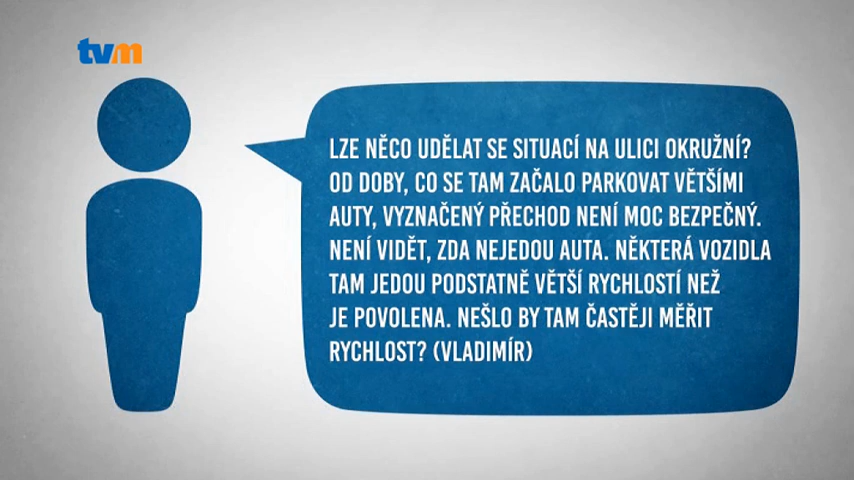 tvm
LZE NĚCO UDĚLAT SE SITUACÍ NA ULICI OKRUŽNÍ?
OD DOBY, CO SE TAM ZAČALO PARKOVAT VĚTŠÍMI
AUTY, VYZNAČENÝ PŘECHOD NENÍ MOC BEZPEČNÝ.
NENÍ VIDĚT, ZDA NEJEDOU AUTA. NĚKTERÁ VOZIDLA
TAM JEDOU PODSTATNĚ VĚTŠÍ RYCHLOSTÍ NEŽ
JE POVOLENA. NEŠLO BY TAM ČASTĚJI MĚŘIT
RYCHLOST? (VLADIMÍR)